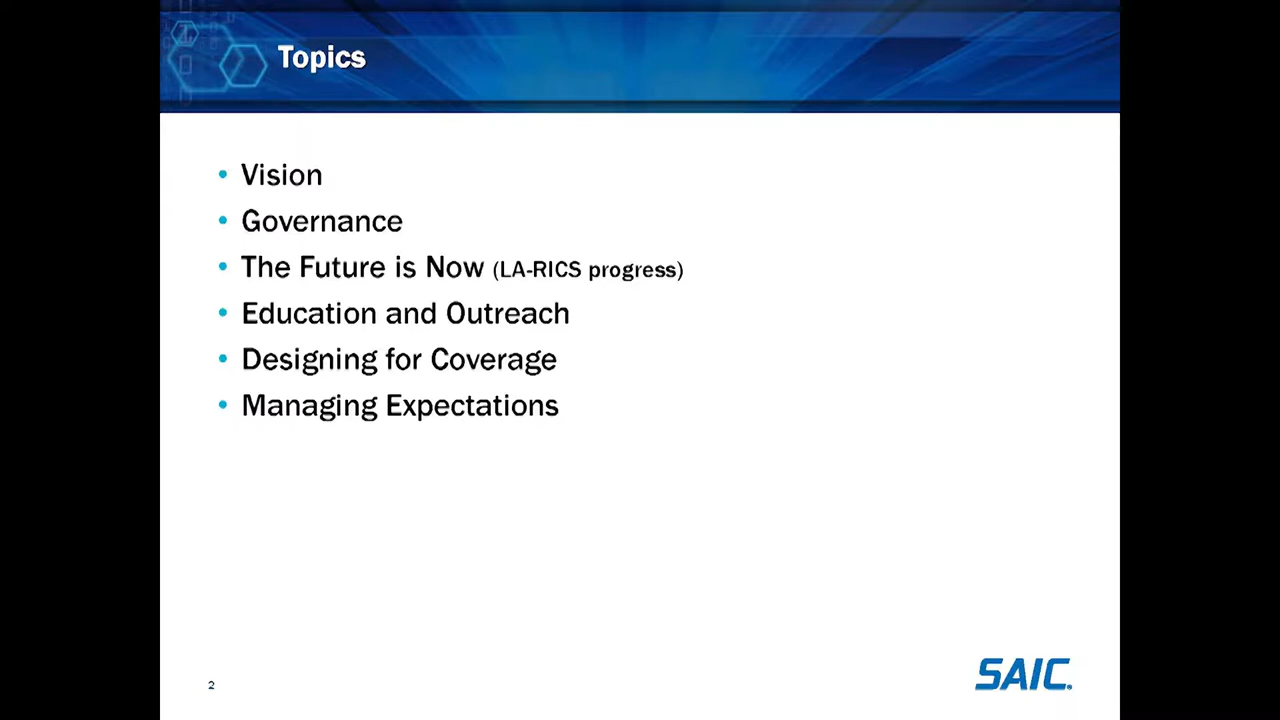 Topics
• Vision
• Governance
• The Future is Now (LA-RICS progress)
• Education and Outreach
• Designing for Coverage
• Managing Expectations
2
SAIC®